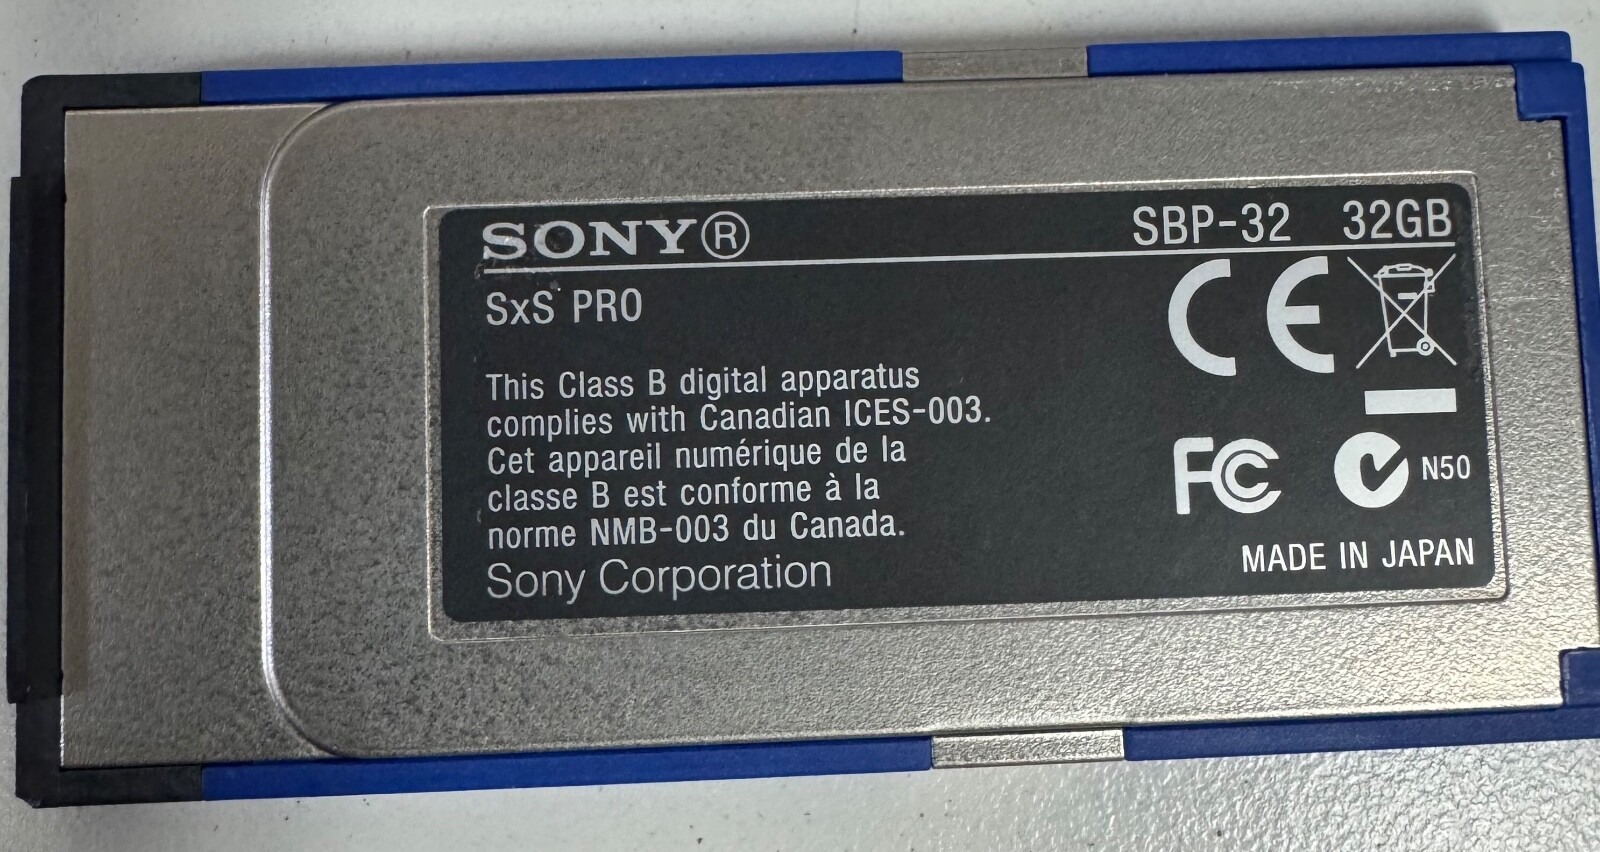 SONY® SBP-32 32GB
SxS PRO
This Class B digital apparatus
complies with Canadian ICES-003.
Cet appareil numérique de la
classe B est conforme à la
norme NMB-003 du Canada.
Sony Corporation
CE
FC N50
MADE IN JAPAN